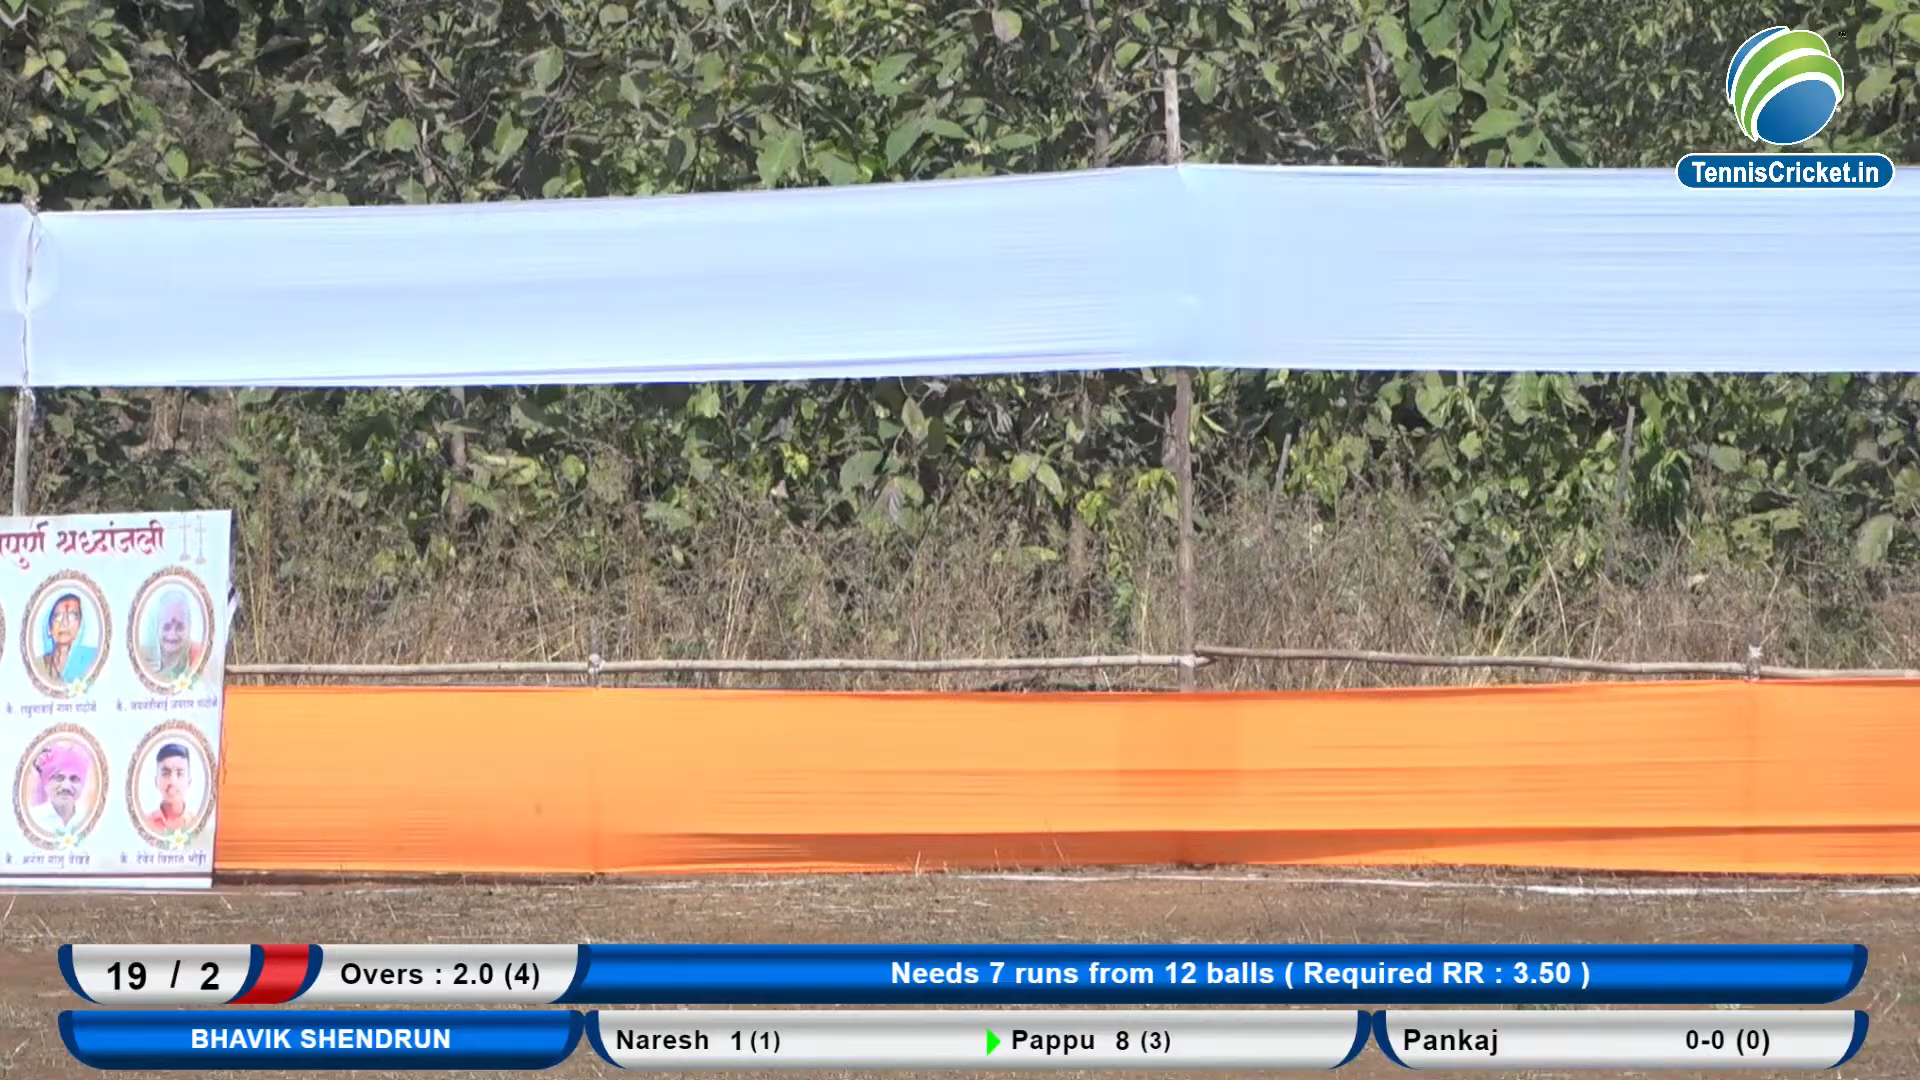 TennisCricket.in
श्रध्दांजली
19 / 2
Overs : 2.0 (4)
Needs 7 runs from 12 balls ( Required RR : 3.50 )
BHAVIK SHENDRUN
Naresh 1 (1)
Pappu 8 (3)
Pankaj 0-0 (0)